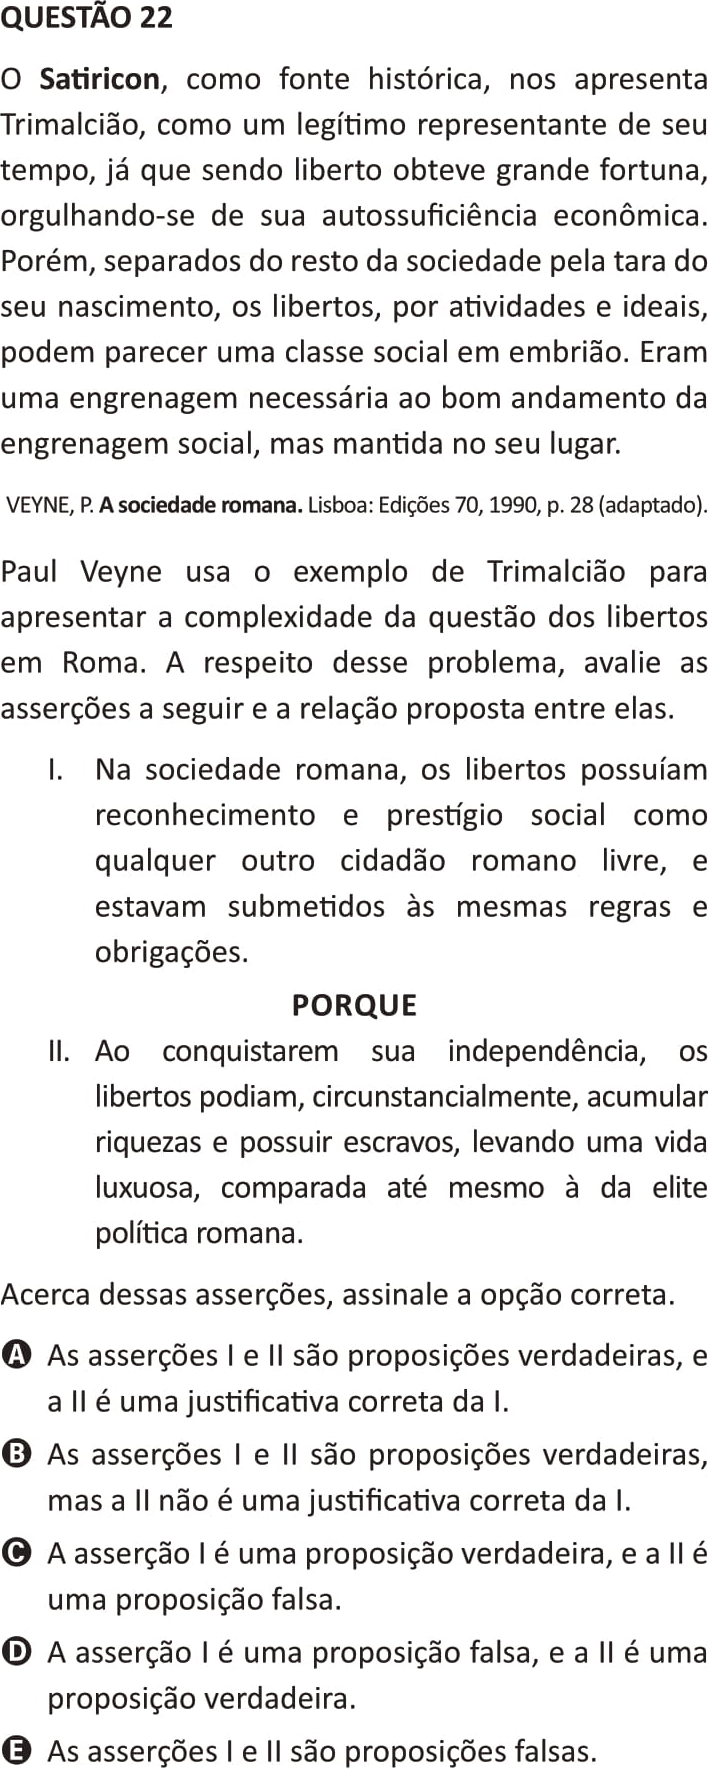 QUESTÃO 22
O Satiricon, como fonte histórica, nos apresenta
Trimalcião, como um legítimo representante de seu
tempo, já que sendo liberto obteve grande fortuna,
orgulhando-se de sua autossuficiência econômica.
Porém, separados do resto da sociedade pela tara do
seu nascimento, os libertos, por atividades e ideais,
podem parecer uma classe social em embrião. Eram
uma engrenagem necessária ao bom andamento da
engrenagem social, mas mantida no seu lugar.
VEYNE, P. A sociedade romana. Lisboa: Edições 70, 1990, p. 28 (adaptado).
Paul Veyne usa o exemplo de Trimalcião para
apresentar a complexidade da questão dos libertos
em Roma. A respeito desse problema, avalie as
asserções a seguir e a relação proposta entre elas.
I. Na sociedade romana, os libertos possuíam
reconhecimento e prestígio social como
qualquer outro cidadão romano livre, e
estavam submetidos às mesmas regras e
obrigações.
PORQUE
II. Ao conquistarem sua independência, os
libertos podiam, circunstancialmente, acumular
riquezas e possuir escravos, levando uma vida
luxuosa, comparada até mesmo à da elite
política romana.
Acerca dessas asserções, assinale a opção correta.
A As asserções I e II são proposições verdadeiras, e
a II é uma justificativa correta da I.
B As asserções I e II são proposições verdadeiras,
mas a II não é uma justificativa correta da I.
C A asserção I é uma proposição verdadeira, e a II é
uma proposição falsa.
D A asserção I é uma proposição falsa, e a II é uma
proposição verdadeira.
E As asserções I e II são proposições falsas.